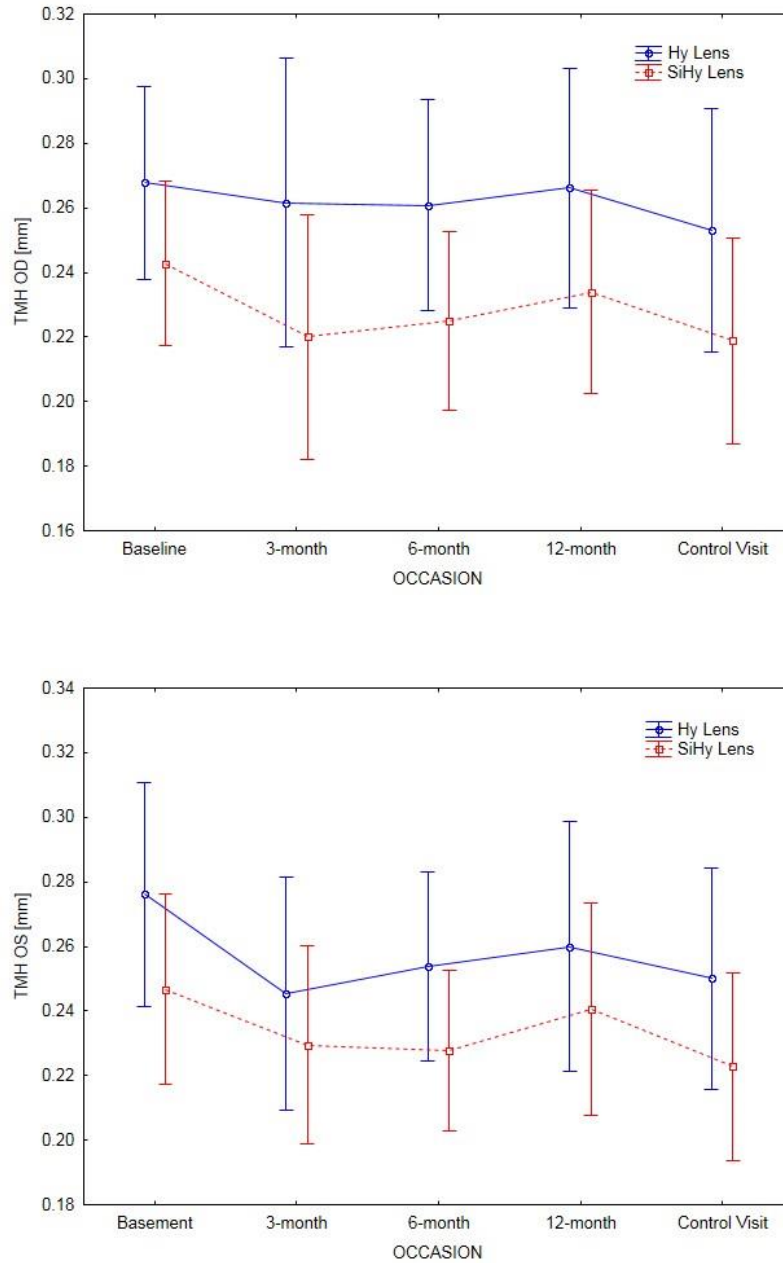 0.32
0.30
0.28
0.26
0.24
0.22
0.20
0.18
0.16
TMH OD [mm]
Hy Lens
SiHy Lens
Baseline 3-month 6-month 12-month Control Visit
OCCASION
0.34
0.32
0.30
0.28
0.26
0.24
0.22
0.20
0.18
TMH OS [mm]
Hy Lens
SiHy Lens
Basement 3-month 6-month 12-month Control Visit
OCCASION